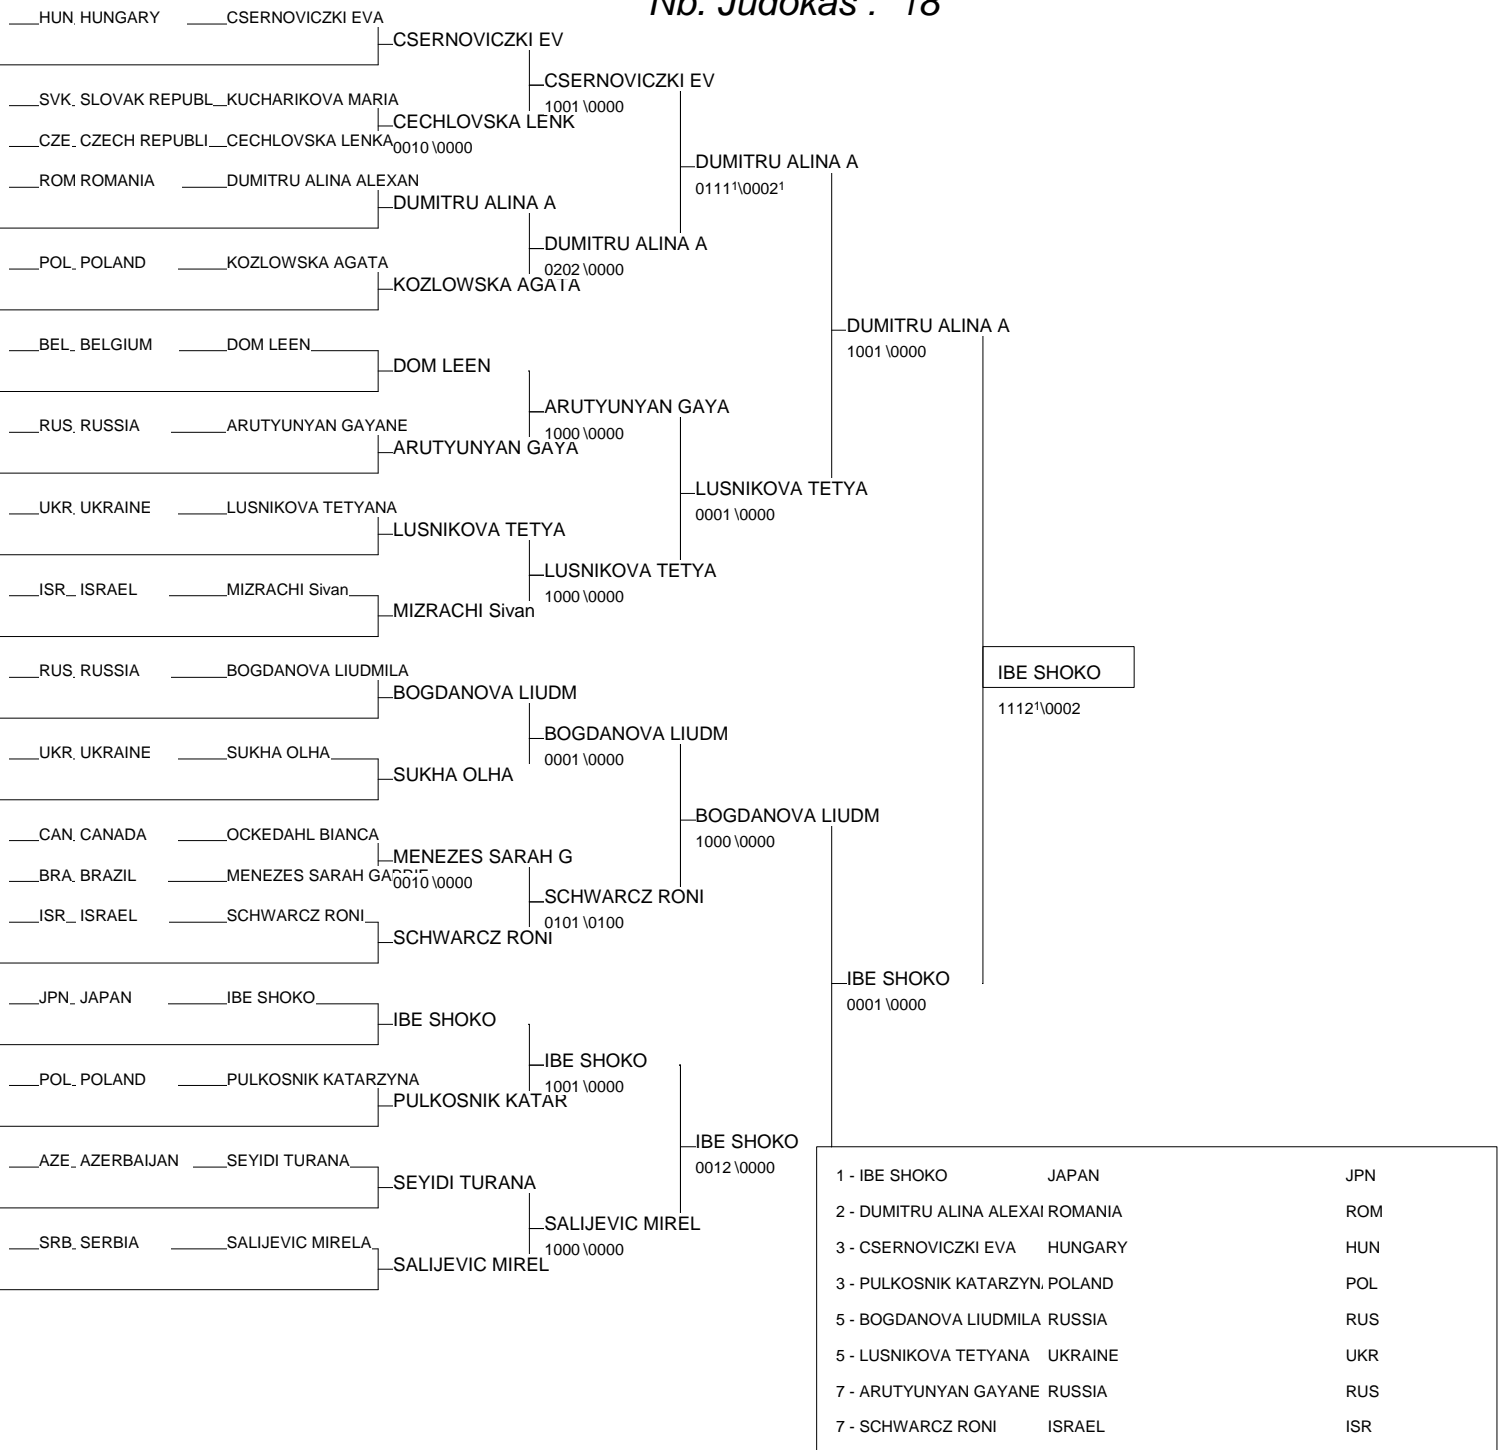 Nb. Judokas : 18
HUN HUNGARY CSERNOVICZKI EVA
CSERNOVICZKI EV
CSERNOVICZKI EV
1001 \0000
SVK SLOVAK REPUBL KUCHARIKOVA MARIA
CECHLOVSKA LENK
0010 \0000
CZE CZECH REPUBLI CECHLOVSKA LENKA
DUMITRU ALINA A
0111¹\0002¹
ROM ROMANIA DUMITRU ALINA ALEXAN
DUMITRU ALINA A
DUMITRU ALINA A
0202 \0000
POL POLAND KOZLOWSKA AGATA
KOZLOWSKA AGATA
DUMITRU ALINA A
1001 \0000
BEL BELGIUM DOM LEEN
DOM LEEN
ARUTYUNYAN GAYA
1000 \0000
RUS RUSSIA ARUTYUNYAN GAYANE
ARUTYUNYAN GAYA
LUSNIKOVA TETYA
0001 \0000
UKR UKRAINE LUSNIKOVA TETYANA
LUSNIKOVA TETYA
LUSNIKOVA TETYA
1000 \0000
ISR ISRAEL MIZRACHI Sivan
MIZRACHI Sivan
IBE SHOKO
1112¹\0002
RUS RUSSIA BOGDANOVA LIUDMILA
BOGDANOVA LIUDM
BOGDANOVA LIUDM
0001 \0000
UKR UKRAINE SUKHA OLHA
SUKHA OLHA
BOGDANOVA LIUDM
1000 \0000
CAN CANADA OCKEDAHL BIANCA
MENEZES SARAH G
0010 \0000
BRA BRAZIL MENEZES SARAH
SCHWARCZ RONI
0101 \0100
ISR ISRAEL SCHWARCZ RONI
SCHWARCZ RONI
IBE SHOKO
0001 \0000
JPN JAPAN IBE SHOKO
IBE SHOKO
IBE SHOKO
1001 \0000
POL POLAND PULKOSNIK KATARZYNA
PULKOSNIK KATAR
IBE SHOKO
0012 \0000
AZE AZERBAIJAN SEYIDI TURANA
SEYIDI TURANA
SALIJEVIC MIREL
1000 \0000
SRB SERBIA SALIJEVIC MIRELA
SALIJEVIC MIREL
1 - IBE SHOKO JAPAN JPN
2 - DUMITRU ALINA ALEXAI ROMANIA ROM
3 - CSERNOVICZKI EVA HUNGARY HUN
3 - PULKOSNIK KATARZYN POLAND POL
5 - BOGDANOVA LIUDMILA RUSSIA RUS
5 - LUSNIKOVA TETYANA UKRAINE UKR
7 - ARUTYUNYAN GAYANE RUSSIA RUS
7 - SCHWARCZ RONI ISRAEL ISR